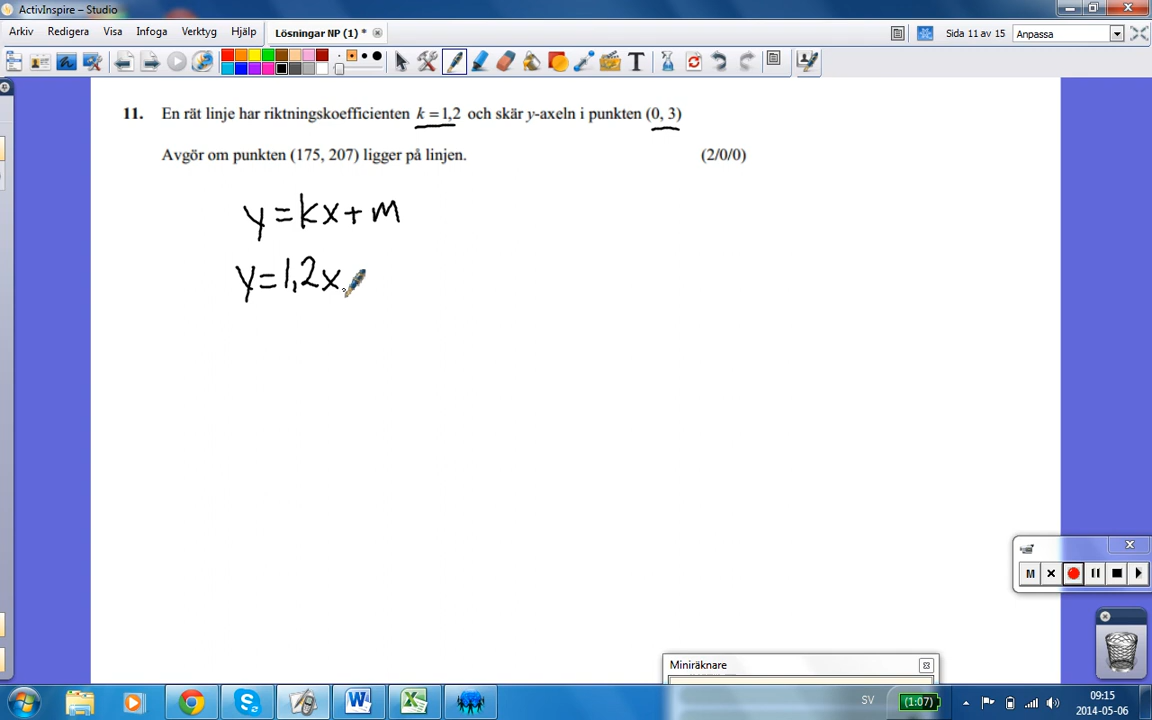 ActivInspire – Studio
Arkiv Redigera Visa Infoga Verktyg Hjälp Lösningar NP (1) * Sida 11 av 15 Anpassa
11. En rät linje har riktningskoefficienten k = 1,2 och skär y-axeln i punkten (0, 3)
Avgör om punkten (175, 207) ligger på linjen. (2/0/0)
y=kx+m
y=1,2x
M
Miniräknare
SV (1:07) 09:15
2014-05-06